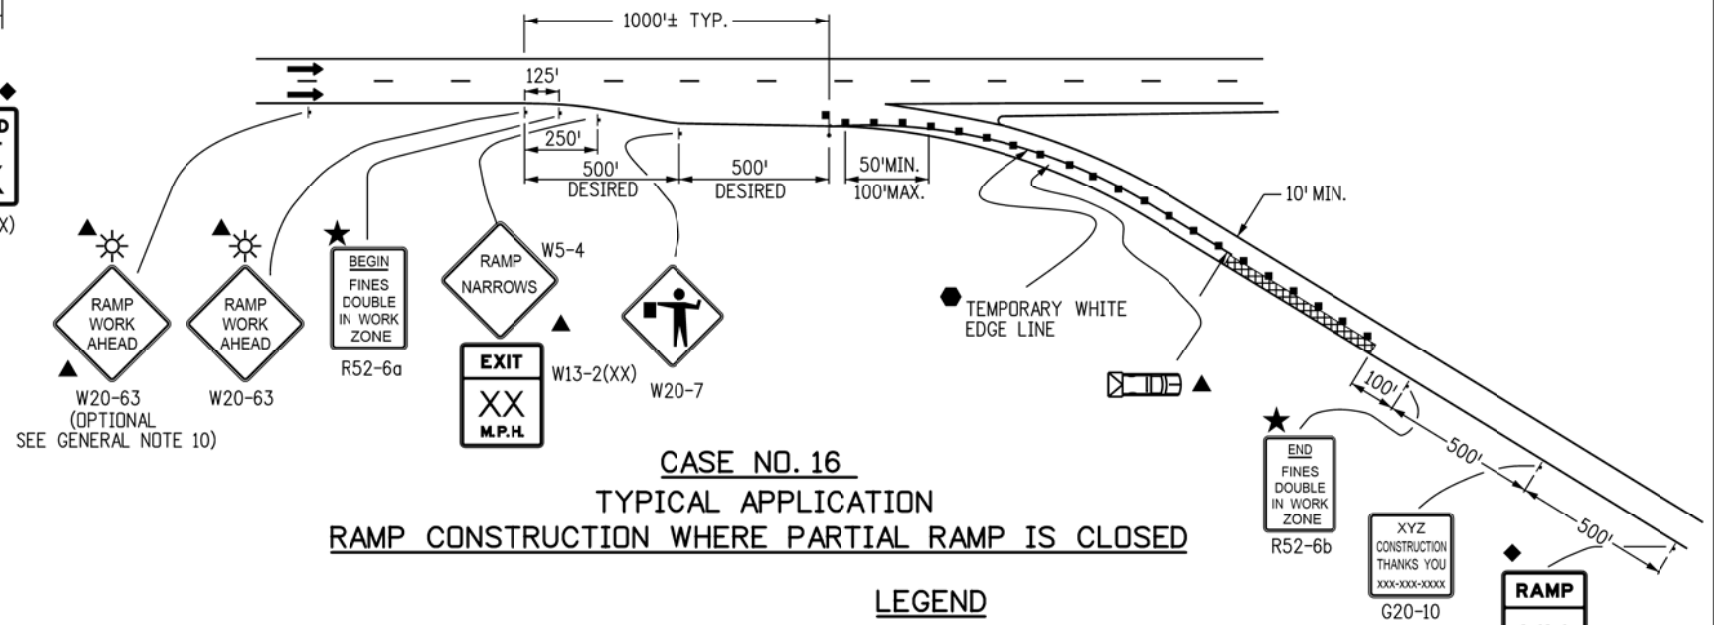 1000'± TYP.
125'
250'
500'
DESIRED
500'
DESIRED
50'MIN.
100'MAX.
10' MIN.
D
X
X)
RAMP
WORK
AHEAD
W20-63
(OPTIONAL
SEE GENERAL NOTE 10)
RAMP
WORK
AHEAD
W20-63
BEGIN
FINES
DOUBLE
IN WORK
ZONE
R52-6a
RAMP
NARROWS
W5-4
EXIT
XX
M.P.H.
W13-2(XX)
W20-7
TEMPORARY WHITE
EDGE LINE
100'
500'
500'
END
FINES
DOUBLE
IN WORK
ZONE
R52-6b
XYZ
CONSTRUCTION
THANKS YOU
xxx-xxx-xxxx
G20-10
RAMP
CASE NO. 16
TYPICAL APPLICATION
RAMP CONSTRUCTION WHERE PARTIAL RAMP IS CLOSED
LEGEND